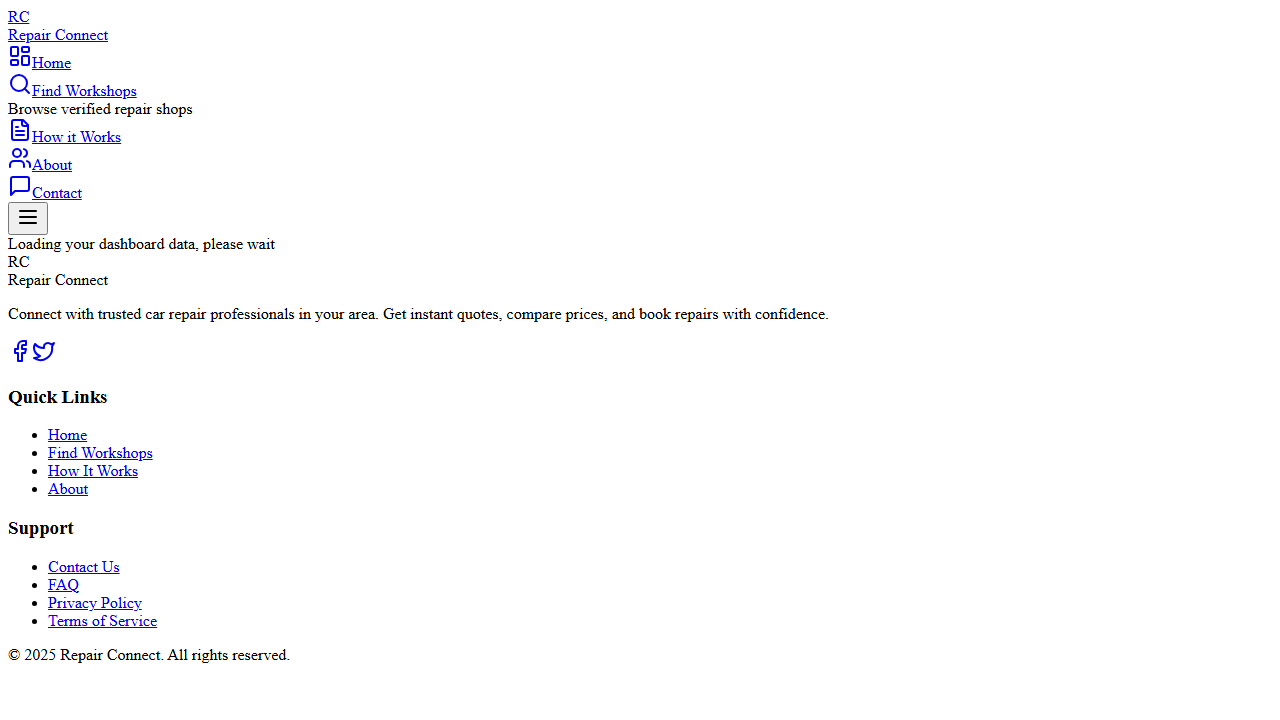 RC
Repair Connect
Home
Find Workshops
Browse verified repair shops
How it Works
About
Contact
Loading your dashboard data, please wait
RC
Repair Connect
Connect with trusted car repair professionals in your area. Get instant quotes, compare prices, and book repairs with confidence.
Quick Links
Home
Find Workshops
How It Works
About
Support
Contact Us
FAQ
Privacy Policy
Terms of Service
© 2025 Repair Connect. All rights reserved.